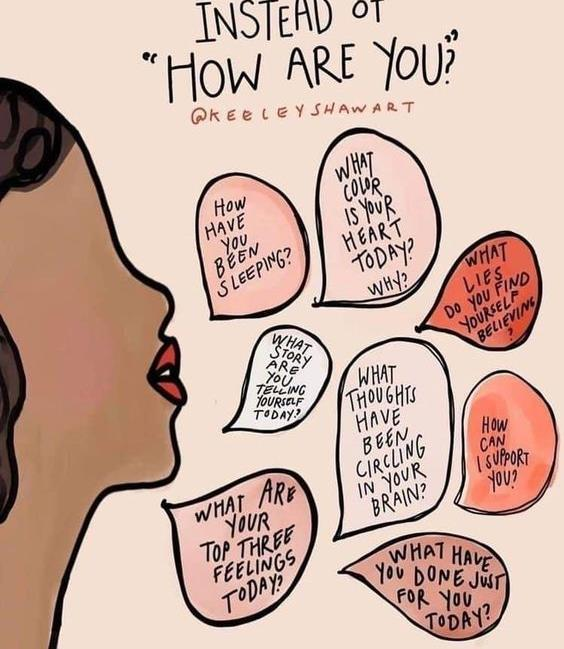 INSTEAD OF
"HOW ARE YOU?"
@KEELEYSHAWART
HOW
HAVE
YOU
BEEN
SLEEPING?
WHAT
COLOR
IS YOUR
HEART
TODAY?
WHY?
WHAT
LIES
DO YOU FIND
YOURSELF
BELIEVING
?
WHAT
STORY
ARE
YOU
TELLING
YOURSELF
TODAY?
WHAT
THOUGHTS
HAVE
BEEN
CIRCLING
IN YOUR
BRAIN?
HOW
CAN
I SUPPORT
YOU?
WHAT ARE
YOUR
TOP THREE
FEELINGS
TODAY?
WHAT HAVE
YOU DONE JUST
FOR YOU
TODAY?